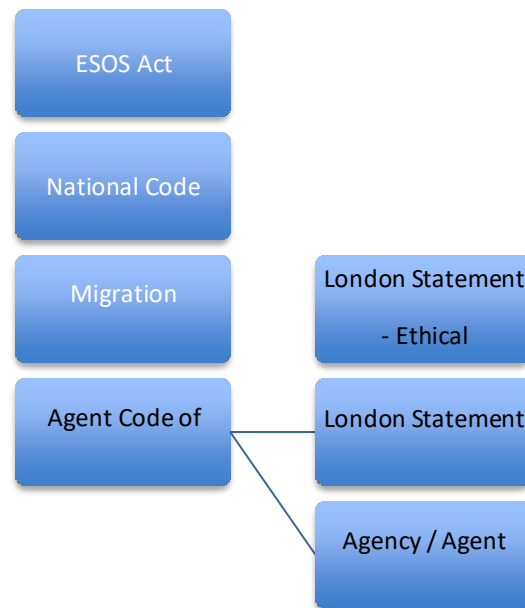 ESOS Act
National Code
Migration
London Statement
- Ethical
Agent Code of
London Statement
Agency / Agent